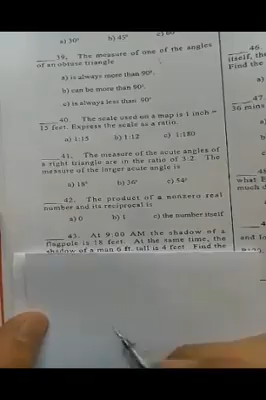 a) 30° b) 45° c) 60
39. The measure of one of the angles
of an obtuse triangle
a) is always more than 90°.
b) can be more than 90°.
c) is always less 90°
40. The scale used on a map is 1 inch =
15 feet. Express the scale as a ratio.
a) 1:15 b) 1:12 c) 1:180
41. The measure of the acute angles of
a right triangle are in the ratio of 3:2. The
measure of the larger acute angle is
a) 18° b) 36° c) 54°
42. The product of a nonzero real
number and its reciprocal is
a) 0 b) 1 c) the number itself
43. At 9:00 AM the shadow of a
flagpole is 18 feet. At the same time, the
shadow of a man 6 ft. tall is 4 feet. Find the
46
itself, th
Find the
a)
47.
36 mins
a)
48
what
much d
a)
49
and